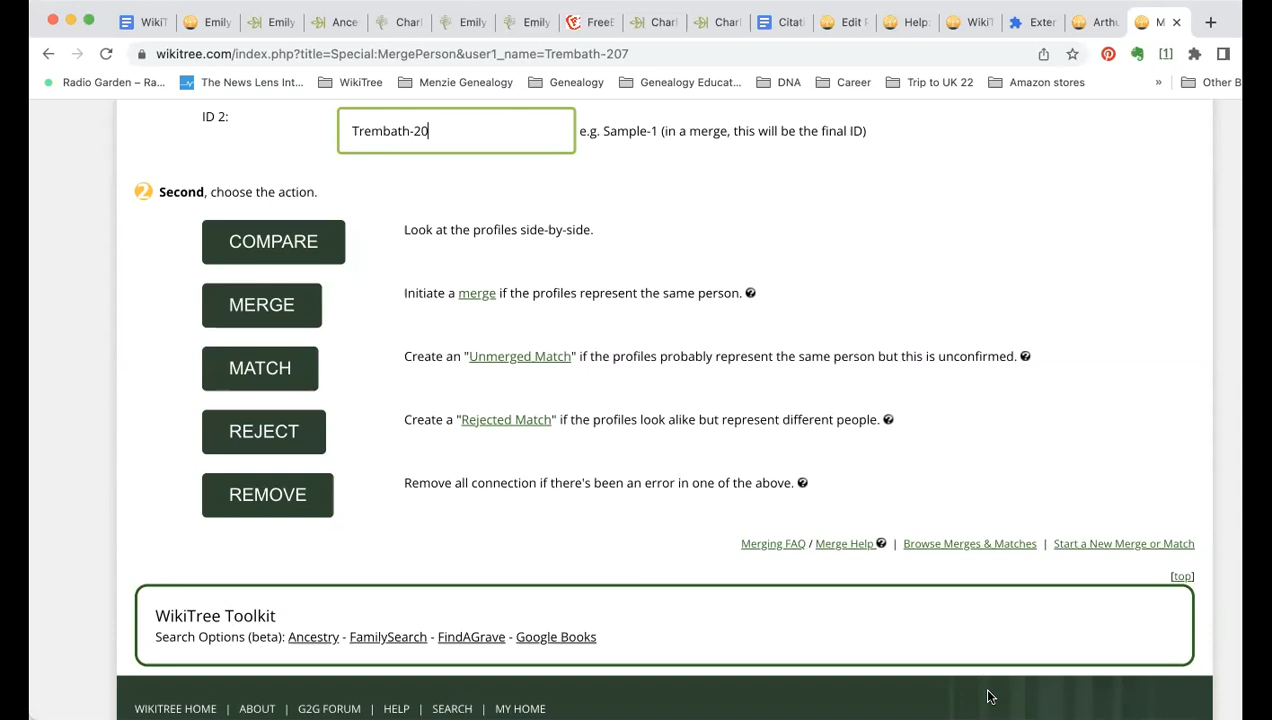 WikiT
Emily
Emily
Ance
Charl
Emily
Emily
FreeB
Charl
Charl
Citati
Edit F
Help:
WikiT
Exter
Arthu
M
wikitree.com/index.php?title=Special:MergePerson&user1_name=Trembath-207
Radio Garden – Ra... The News Lens Int... WikiTree Menzie Genealogy Genealogy Genealogy Educat... DNA Career Trip to UK 22 Amazon stores » Other B
ID 2:
Trembath-20 e.g. Sample-1 (in a merge, this will be the final ID)
2 Second, choose the action.
COMPARE Look at the profiles side-by-side.
MERGE Initiate a merge if the profiles represent the same person. ?
MATCH Create an "Unmerged Match" if the profiles probably represent the same person but this is unconfirmed. ?
REJECT Create a "Rejected Match" if the profiles look alike but represent different people. ?
REMOVE Remove all connection if there's been an error in one of the above. ?
Merging FAQ / Merge Help ? | Browse Merges & Matches | Start a New Merge or Match
[top]
WikiTree Toolkit
Search Options (beta): Ancestry - FamilySearch - FindAGrave - Google Books
WIKITREE HOME | ABOUT | G2G FORUM | HELP | SEARCH | MY HOME